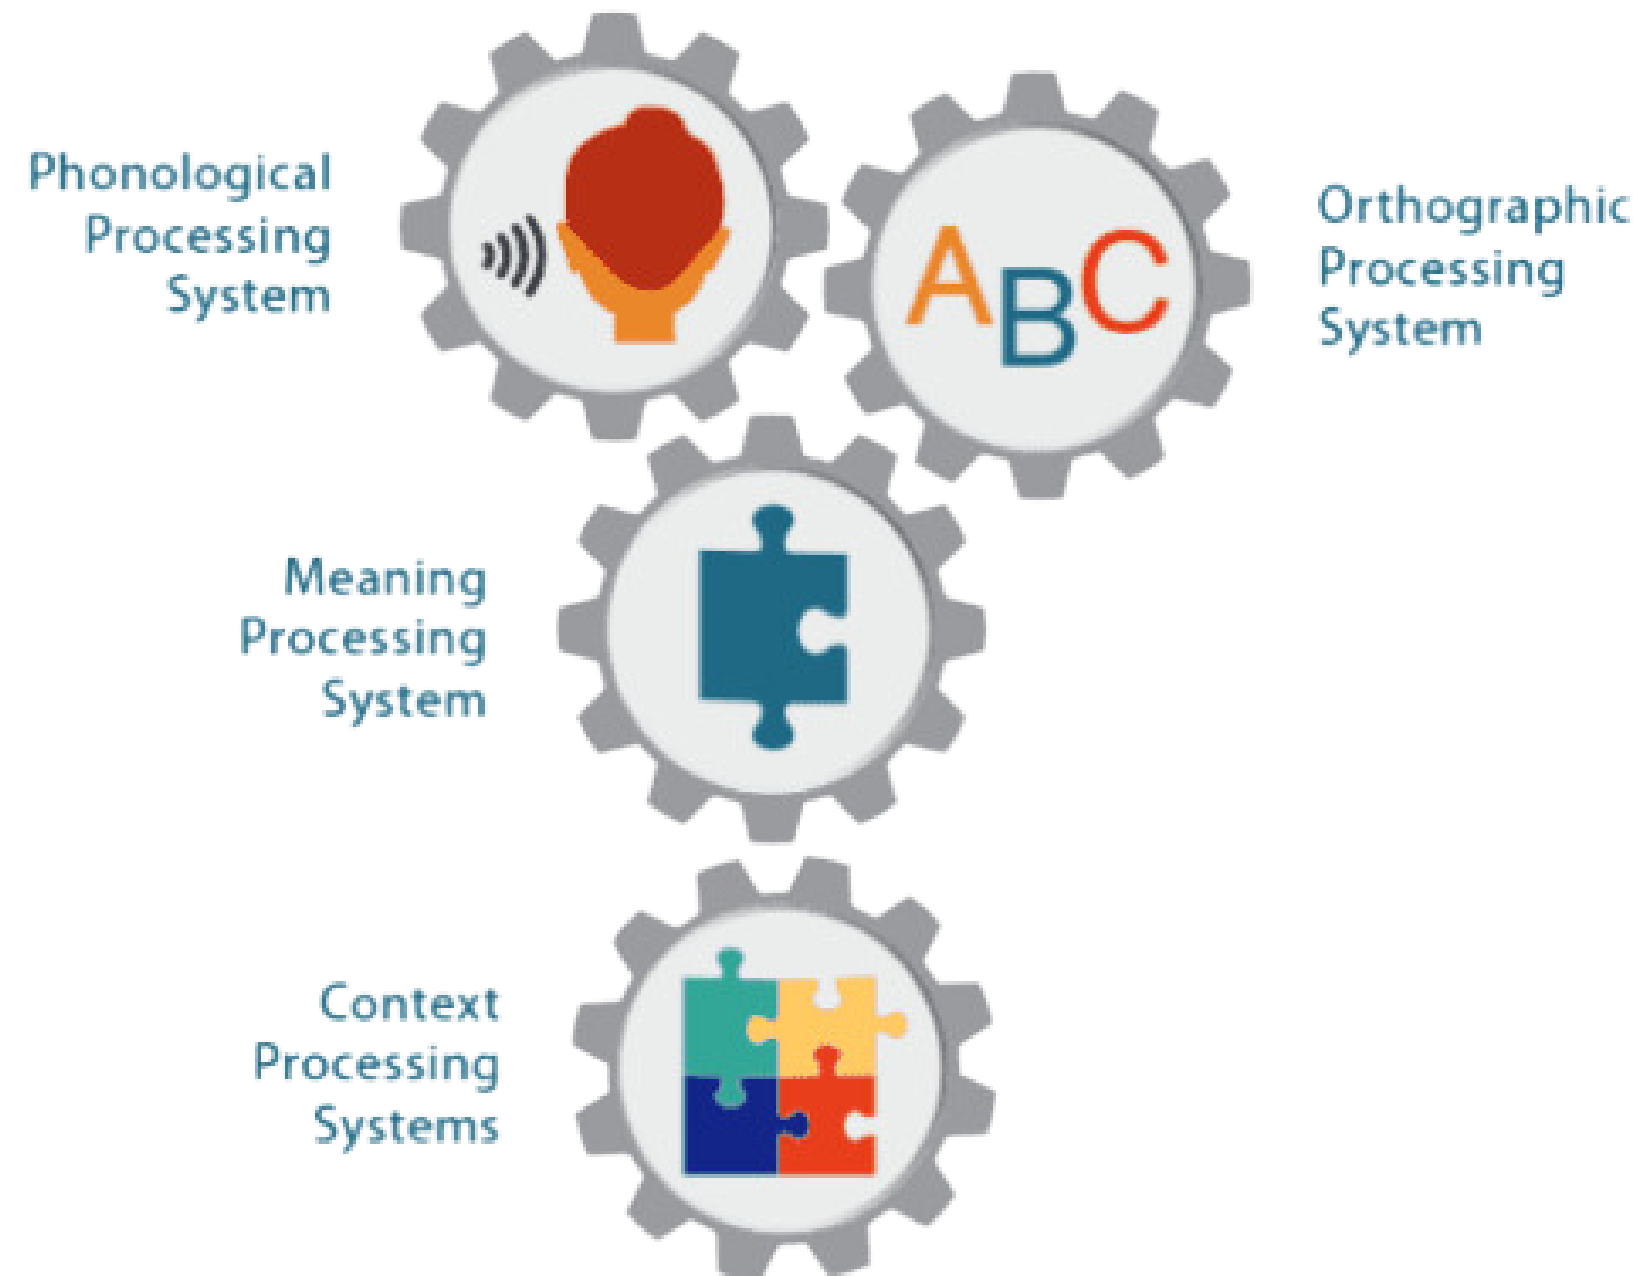 Phonological
Processing
System
ABC
Orthographic
Processing
System
Meaning
Processing
System
Context
Processing
Systems